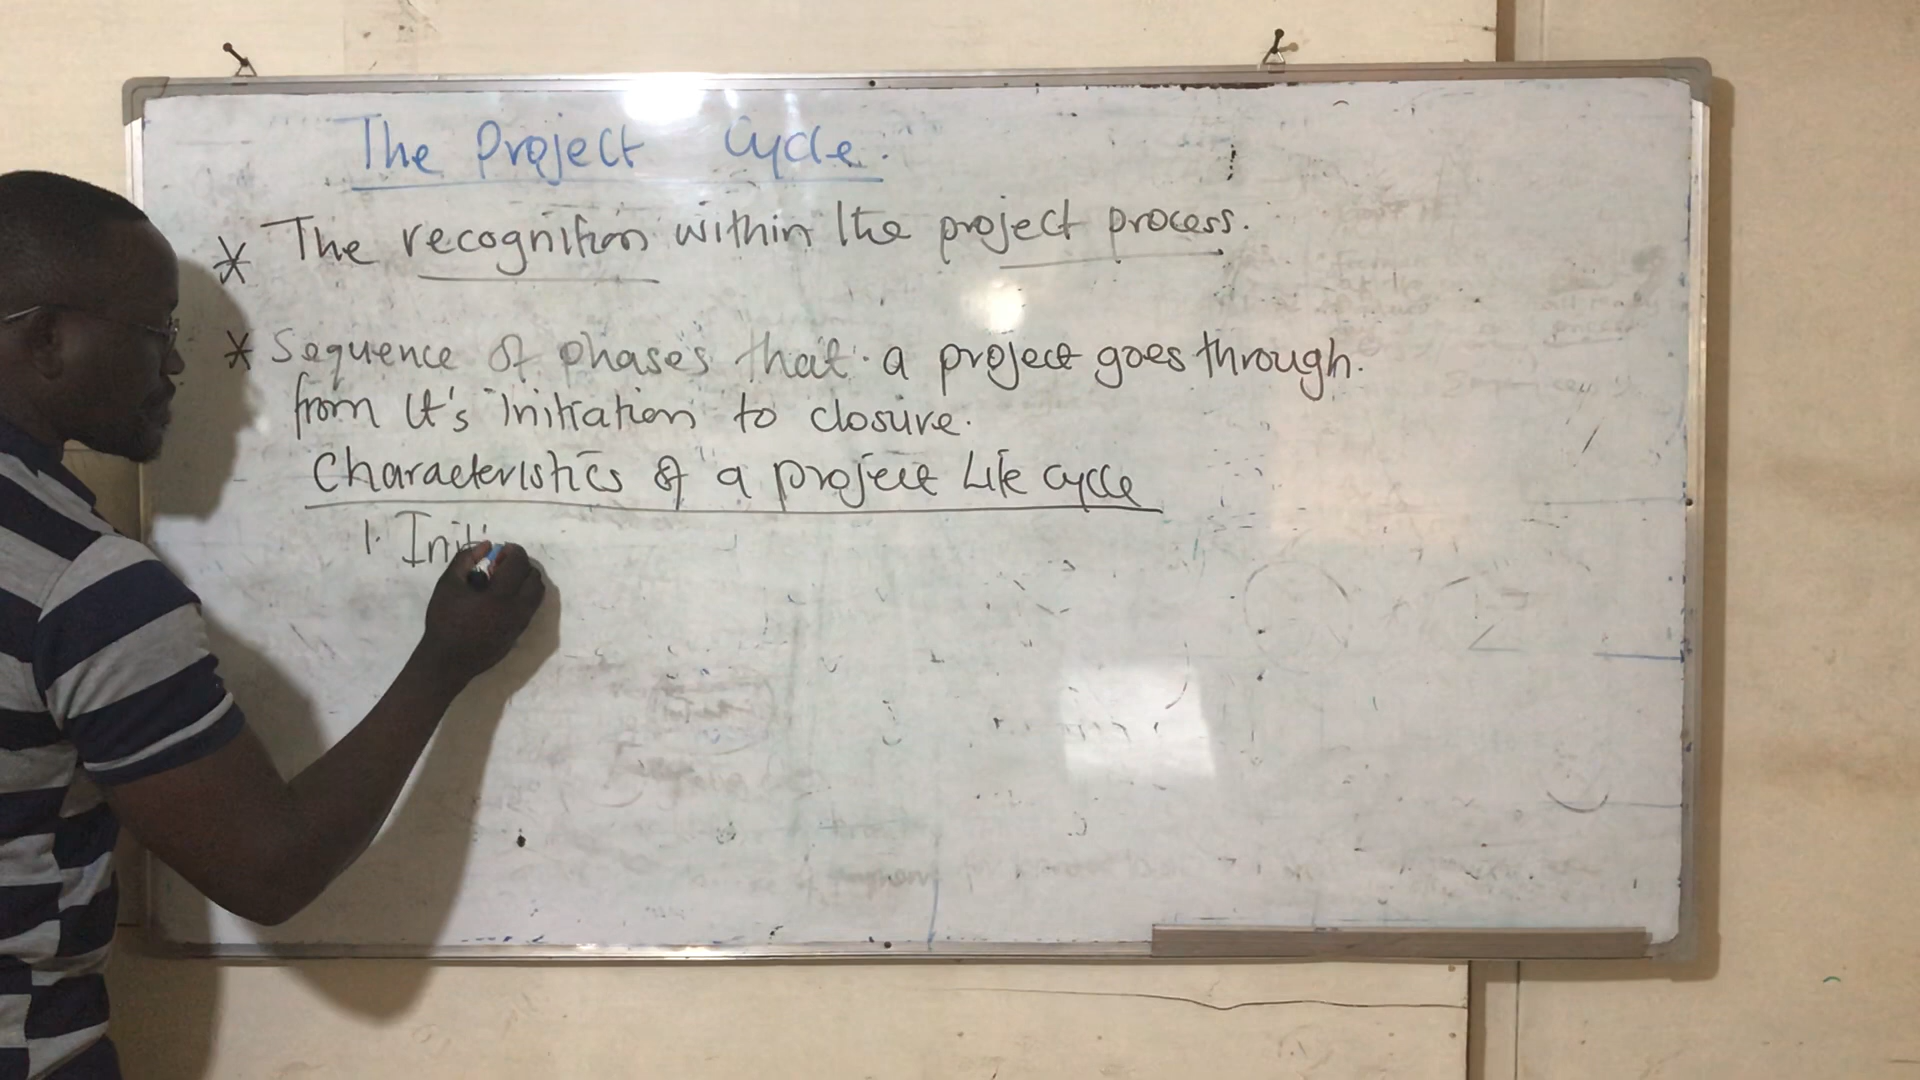 The Project Cycle.
* The recognition within the project process.
* Sequence of phases that a project goes through.
from it's initiation to closure.
Characteristics of a project Life cycle
1. Initi